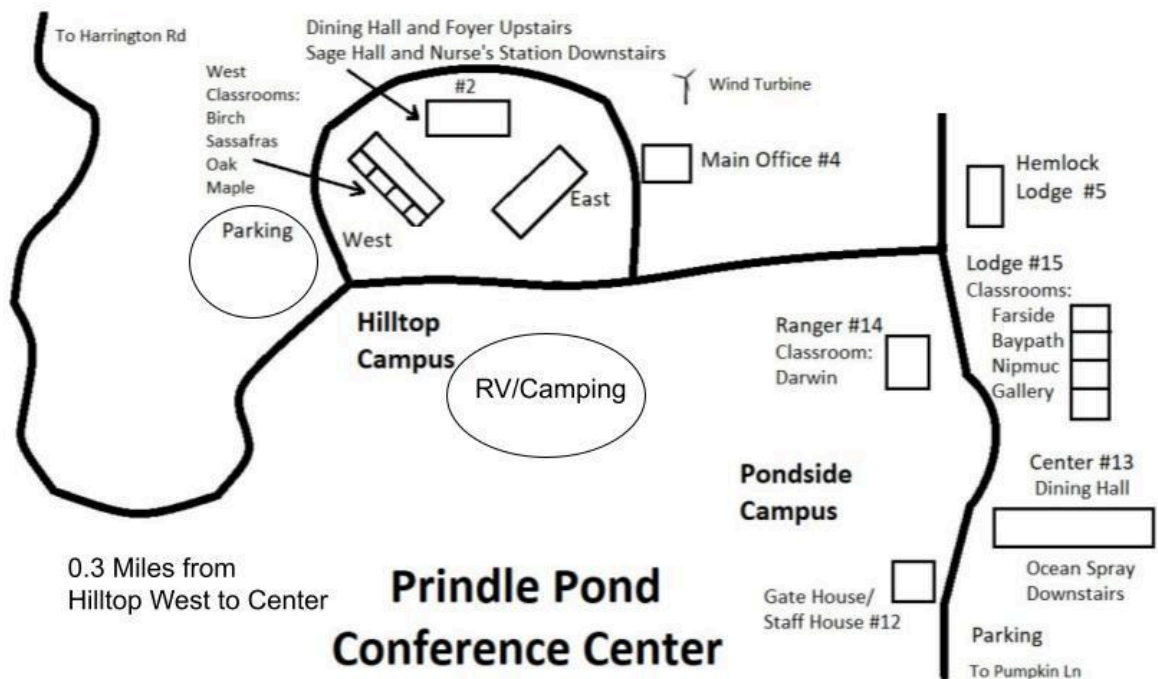 To Harrington Rd
Dining Hall and Foyer Upstairs
Sage Hall and Nurse's Station Downstairs
#2
West
Classrooms:
Birch
Sassafras
Oak
Maple
Wind Turbine
Main Office #4
Hemlock
Lodge #5
East
West
Parking
Lodge #15
Classrooms:
Farside
Baypath
Nipmuc
Gallery
Hilltop
Campus
Ranger #14
Classroom:
Darwin
RV/Camping
Pondside
Campus
Center #13
Dining Hall
Ocean Spray
Downstairs
0.3 Miles from
Hilltop West to Center
Prindle Pond
Conference Center
Gate House/
Staff House #12
Parking
To Pumpkin Ln